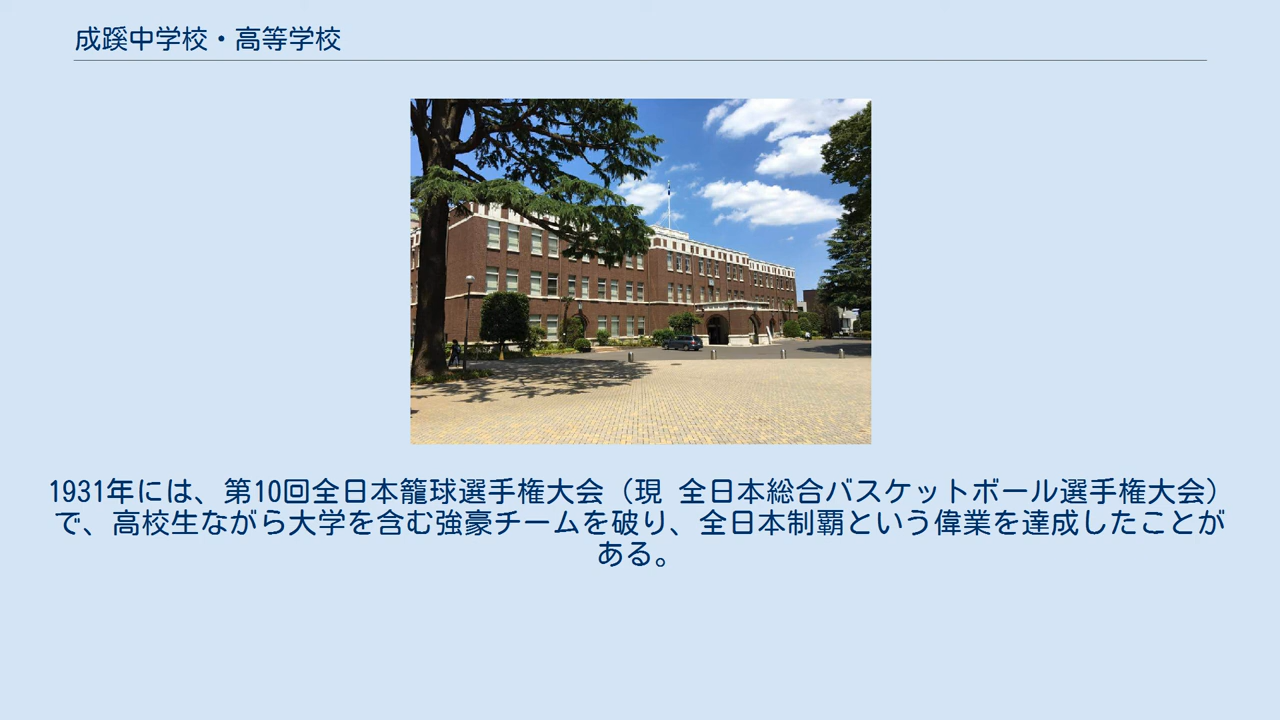 成蹊中学校・高等学校
1931年には、第10回全日本籠球選手権大会（現 全日本総合バスケットボール選手権大会）
で、高校生ながら大学を含む強豪チームを破り、全日本制覇という偉業を達成したことが
ある。